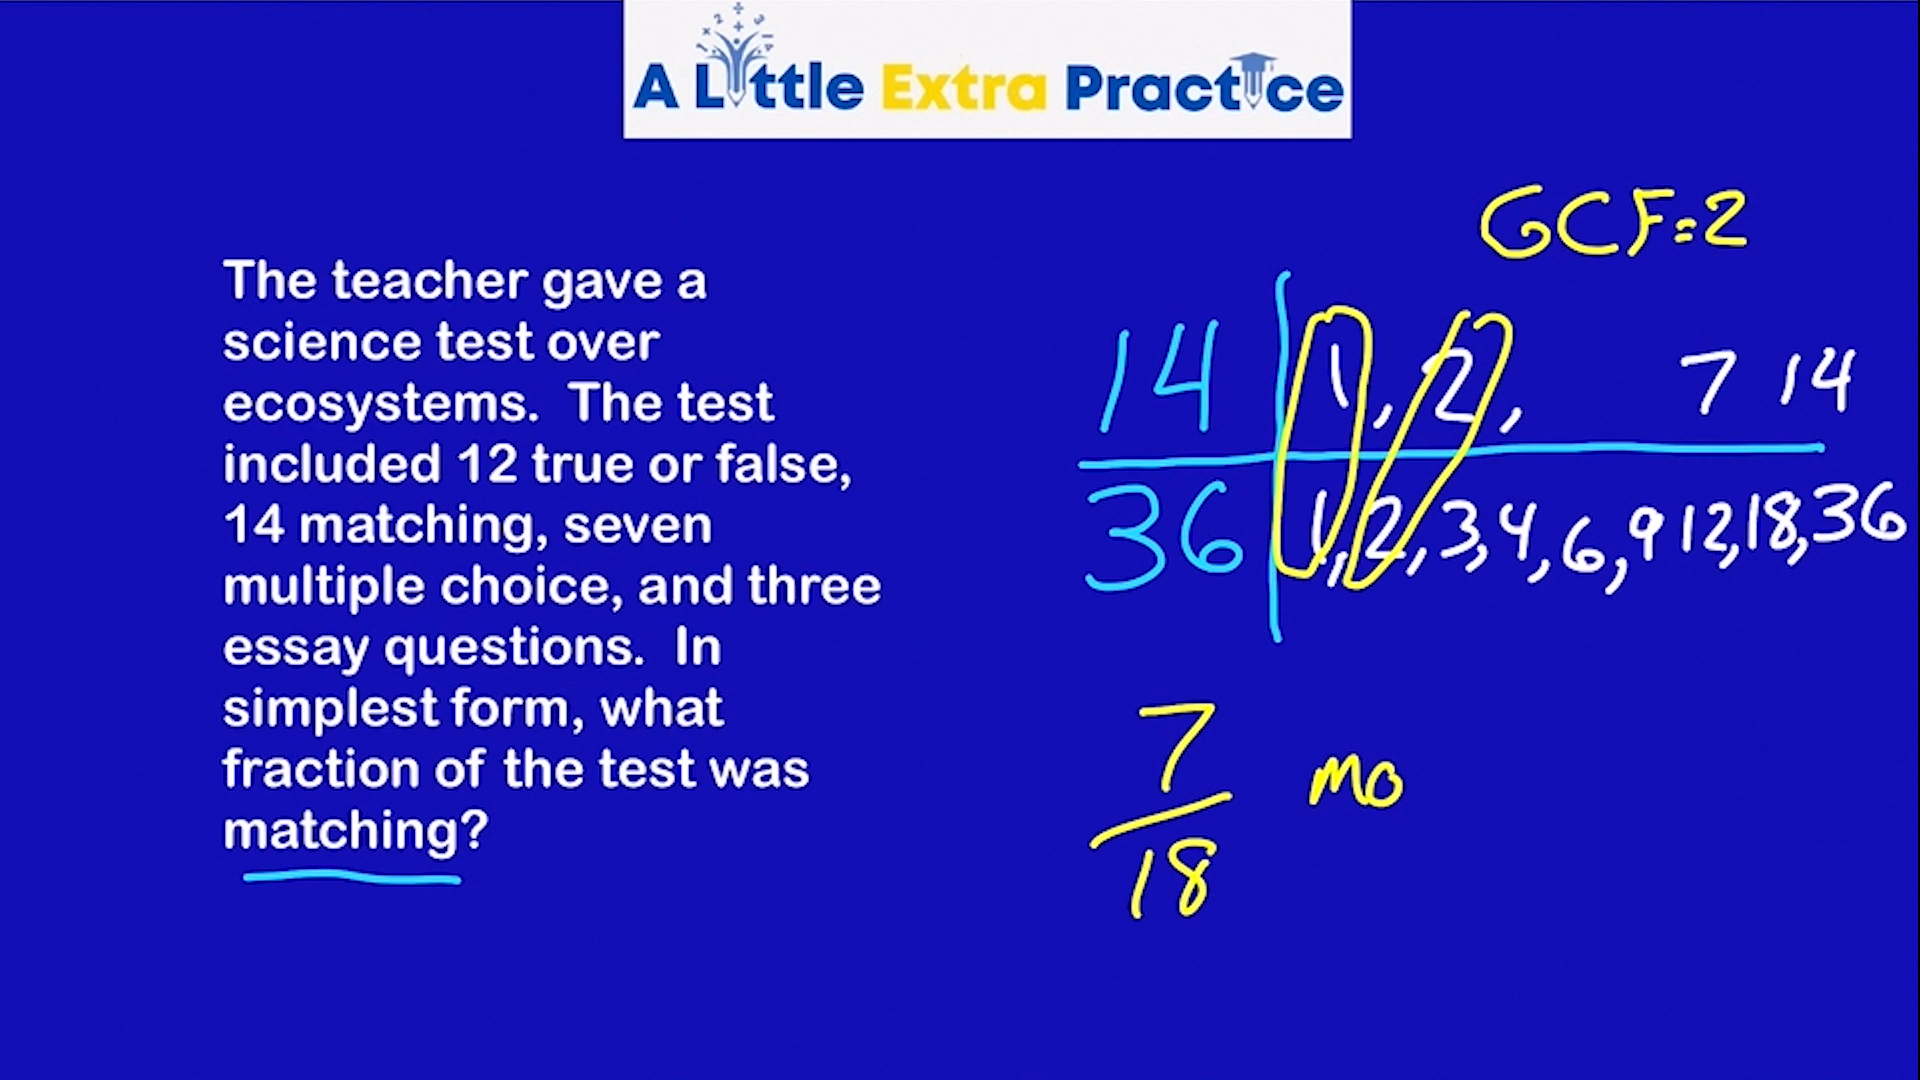 A Little Extra Practice
The teacher gave a
science test over
ecosystems. The test
included 12 true or false,
14 matching, seven
multiple choice, and three
essay questions. In
simplest form, what
fraction of the test was
matching?
GCF=2
14 1, 2, 7 14
36 1, 2, 3, 4, 6, 9 12, 18, 36
7
18
mo